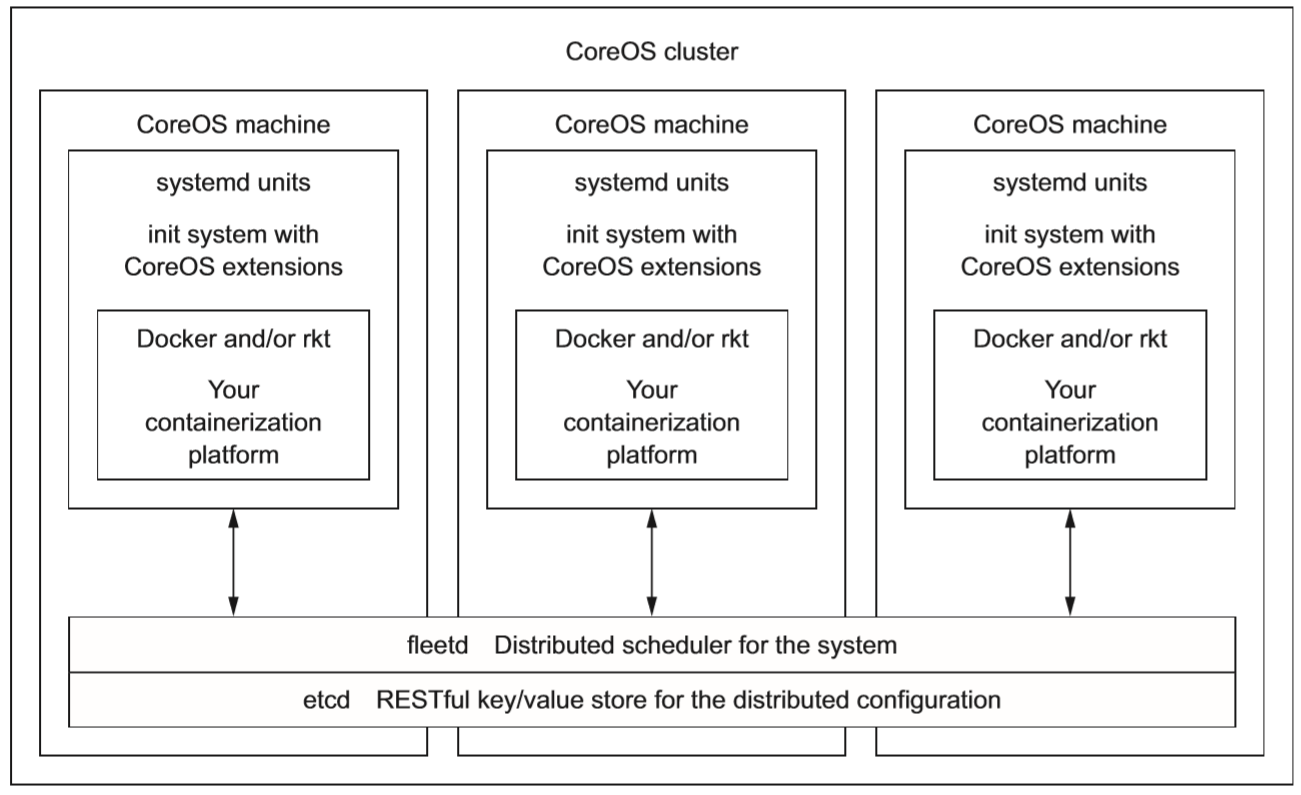 CoreOS cluster
CoreOS machine
systemd units
init system with
CoreOS extensions
Docker and/or rkt
Your
containerization
platform
CoreOS machine
systemd units
init system with
CoreOS extensions
Docker and/or rkt
Your
containerization
platform
CoreOS machine
systemd units
init system with
CoreOS extensions
Docker and/or rkt
Your
containerization
platform
fleetd Distributed scheduler for the system
etcd RESTful key/value store for the distributed configuration